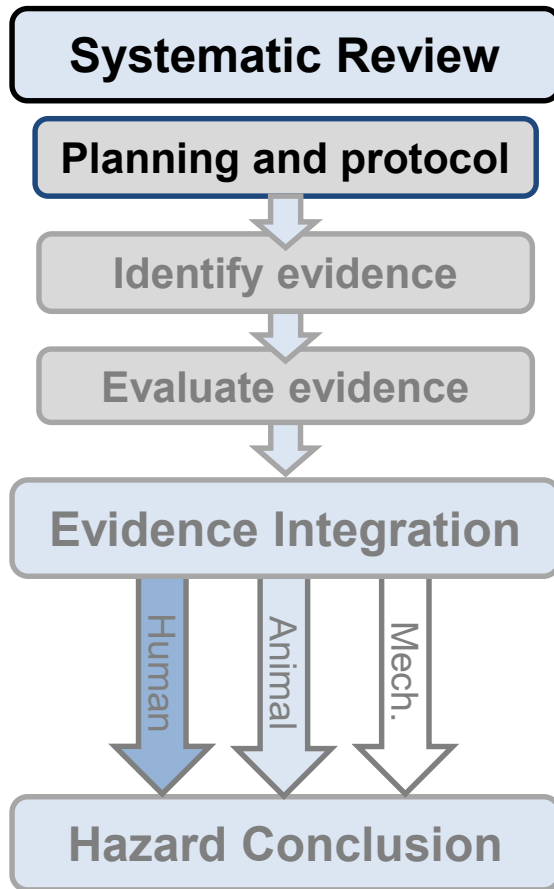 Systematic Review
Planning and protocol
Identify evidence
Evaluate evidence
Evidence Integration
Human
Animal
Mech.
Hazard Conclusion